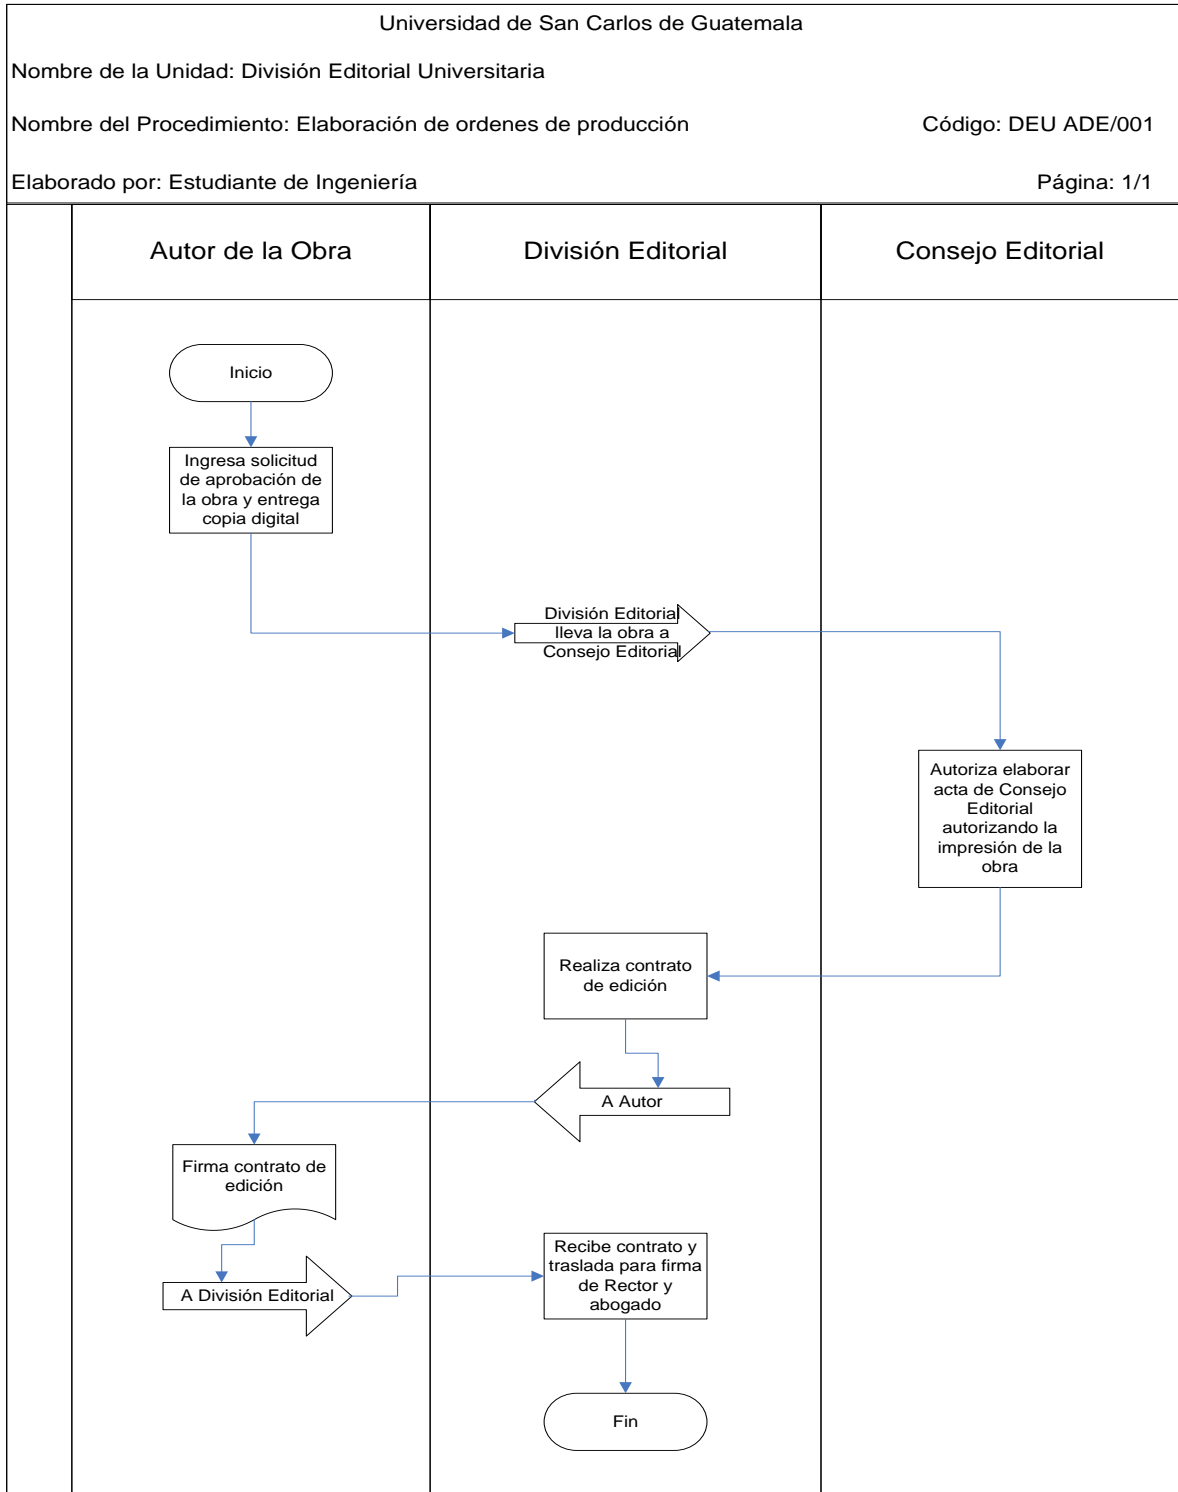 Universidad de San Carlos de Guatemala
Nombre de la Unidad: División Editorial Universitaria
Nombre del Procedimiento: Elaboración de ordenes de producción
Código: DEU ADE/001
Elaborado por: Estudiante de Ingeniería
Página: 1/1
Autor de la Obra
División Editorial
Consejo Editorial
Inicio
Ingresa solicitud
de aprobación de
la obra y entrega
copia digital
División Editorial
lleva la obra a
Consejo Editorial
Autoriza elaborar
acta de Consejo
Editorial
autorizando la
impresión de la
obra
Realiza contrato
de edición
A Autor
Firma contrato de
edición
A División Editorial
Recibe contrato y
traslada para firma
de Rector y
abogado
Fin